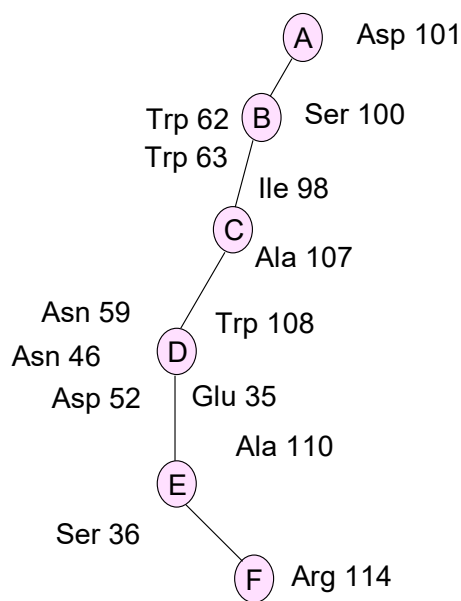 A Asp 101
Trp 62 B Ser 100
Trp 63
Ile 98
C
Ala 107
Asn 59 Trp 108
Asn 46 D
Asp 52 Glu 35
Ala 110
E
Ser 36
F Arg 114